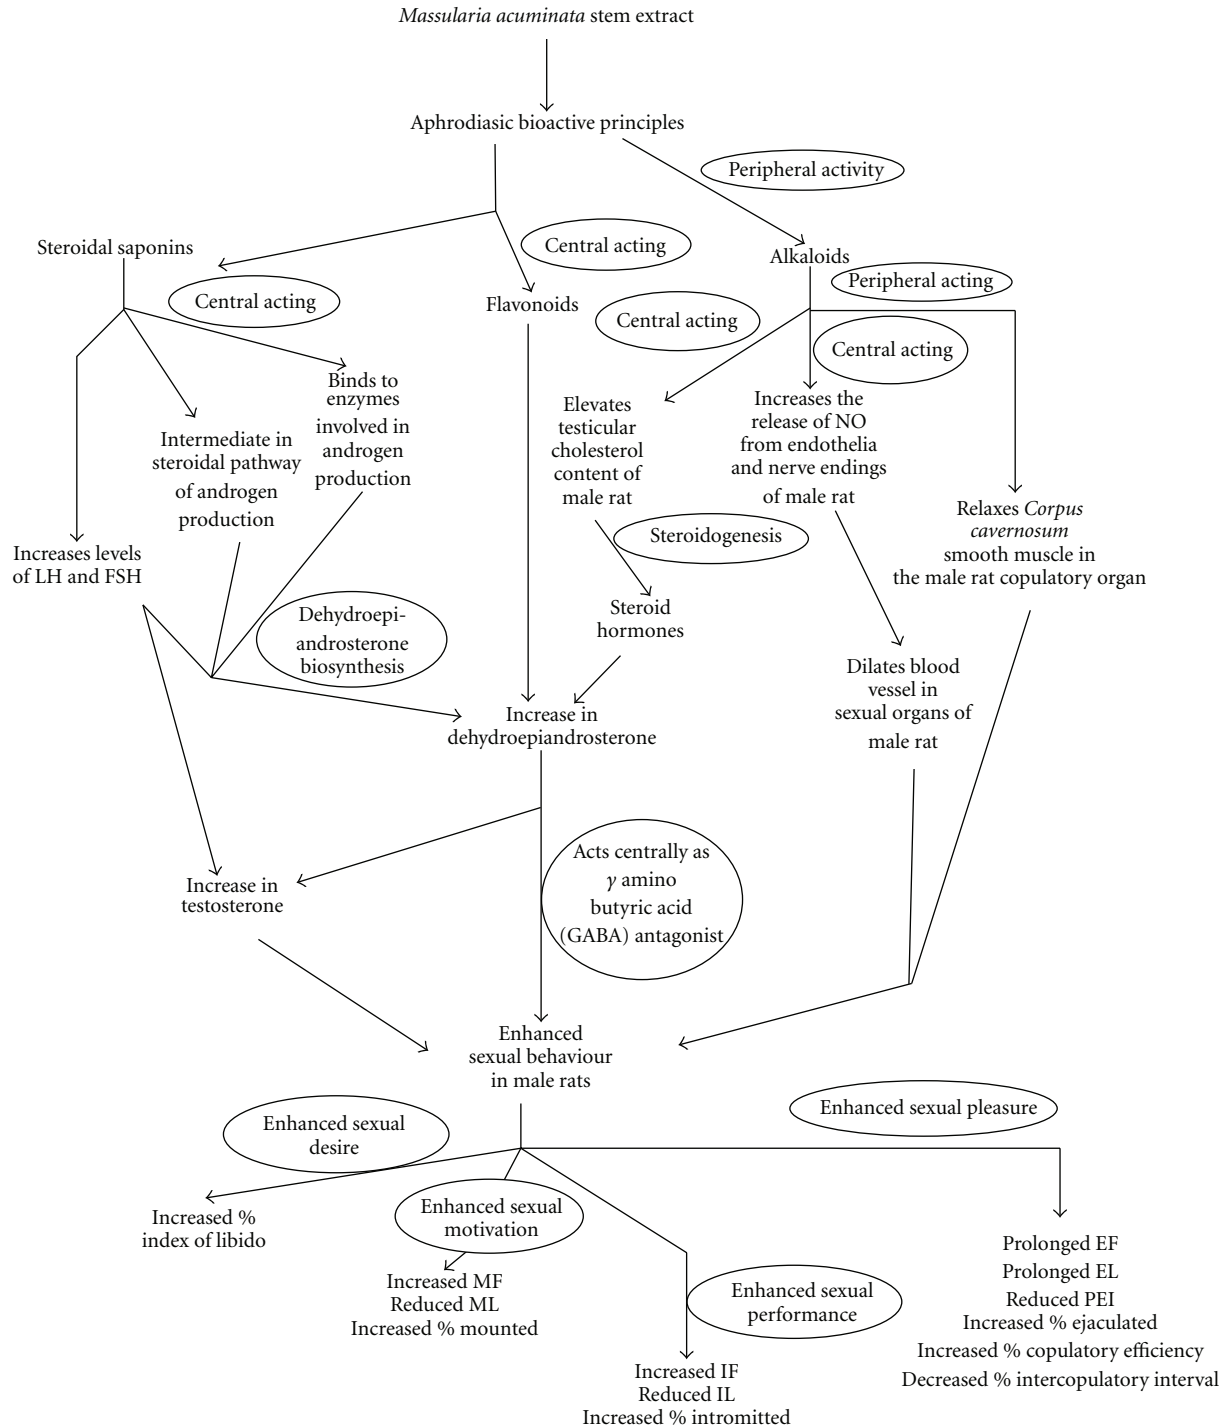 Massularia acuminata stem extract
Aphrodiasic bioactive principles
Peripheral activity
Steroidal saponins
Central acting
Alkaloids
Central acting
Flavonoids
Peripheral acting
Central acting
Central acting
Binds to
enzymes
involved in
androgen
production
Intermediate in
steroidal pathway
of androgen
production
Increases levels
of LH and FSH
Elevates
testicular
cholesterol
content of
male rat
Increases the
release of NO
from endothelia
and nerve endings
of male rat
Relaxes Corpus
cavernosum
smooth muscle in
the male rat copulatory organ
Steroidogenesis
Steroid
hormones
Dehydroepi-
androsterone
biosynthesis
Dilates blood
vessel in
sexual organs of
male rat
Increase in
dehydroepiandrosterone
Acts centrally as
γ amino
butyric acid
(GABA) antagonist
Increase in
testosterone
Enhanced
sexual behaviour
in male rats
Enhanced sexual
desire
Enhanced sexual pleasure
Enhanced sexual
motivation
Increased %
index of libido
Increased MF
Reduced ML
Increased % mounted
Enhanced sexual
performance
Increased IF
Reduced IL
Increased % intromitted
Prolonged EF
Prolonged EL
Reduced PEI
Increased % ejaculated
Increased % copulatory efficiency
Decreased % intercopulatory interval